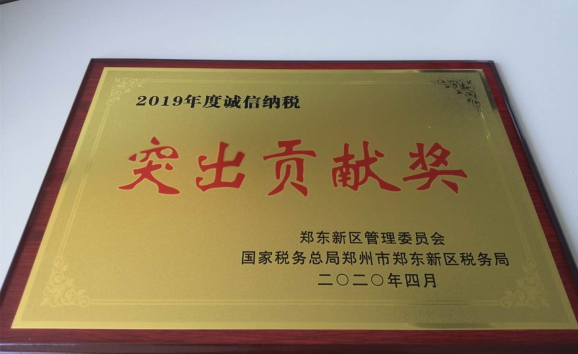 2019年度诚信纳税
突出贡献奖
郑东新区管理委员会
国家税务总局郑州市郑东新区税务局
二〇二〇年四月